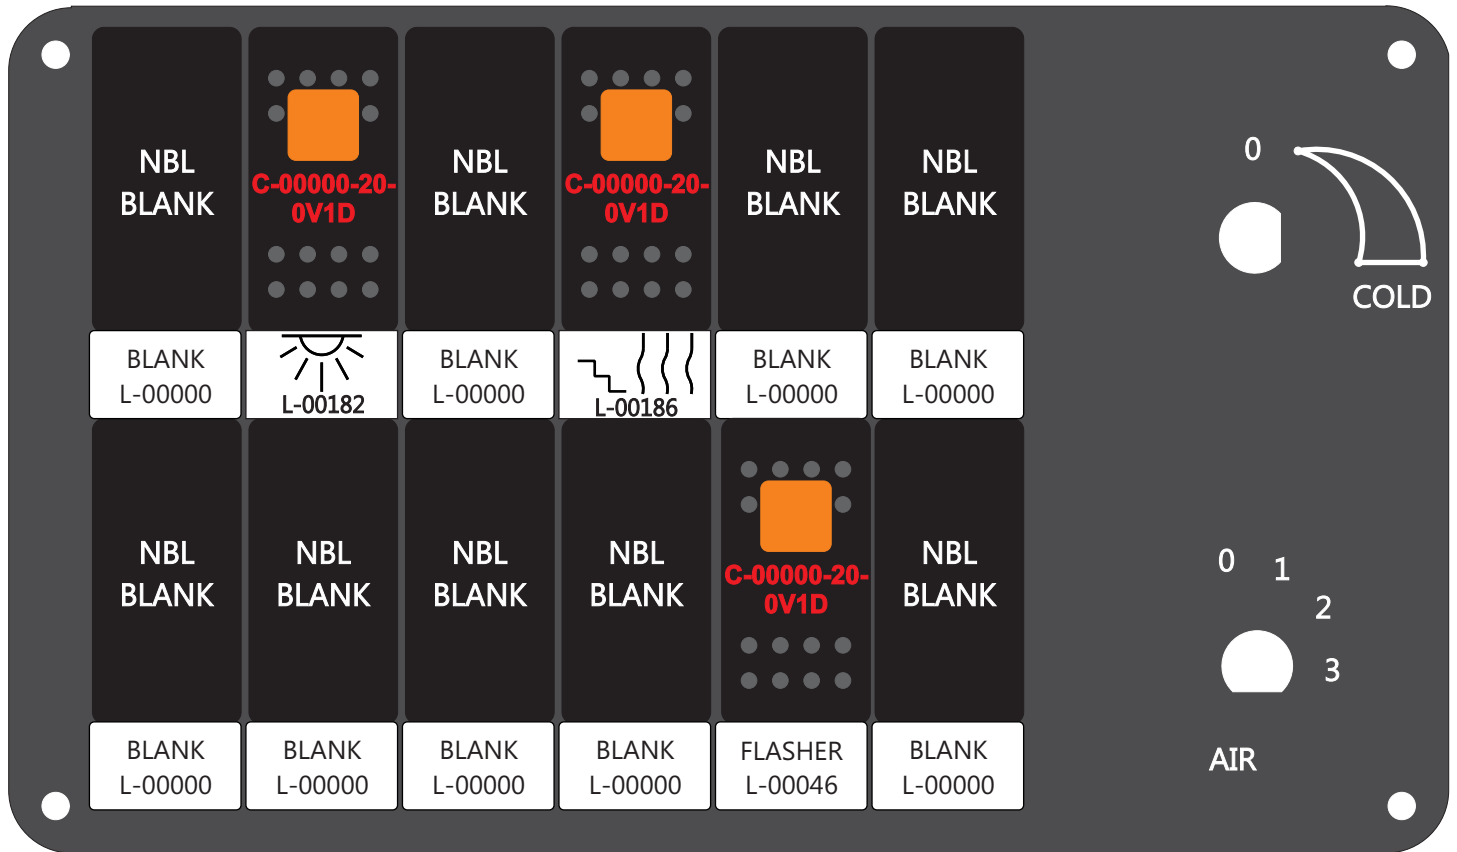 NBL
BLANK
C-00000-20-
0V1D
NBL
BLANK
C-00000-20-
0V1D
NBL
BLANK
NBL
BLANK
0
COLD
BLANK
L-00000
L-00182
BLANK
L-00000
L-00186
BLANK
L-00000
BLANK
L-00000
NBL
BLANK
NBL
BLANK
NBL
BLANK
NBL
BLANK
C-00000-20-
0V1D
NBL
BLANK
0
1
2
3
AIR
BLANK
L-00000
BLANK
L-00000
BLANK
L-00000
BLANK
L-00000
FLASHER
L-00046
BLANK
L-00000